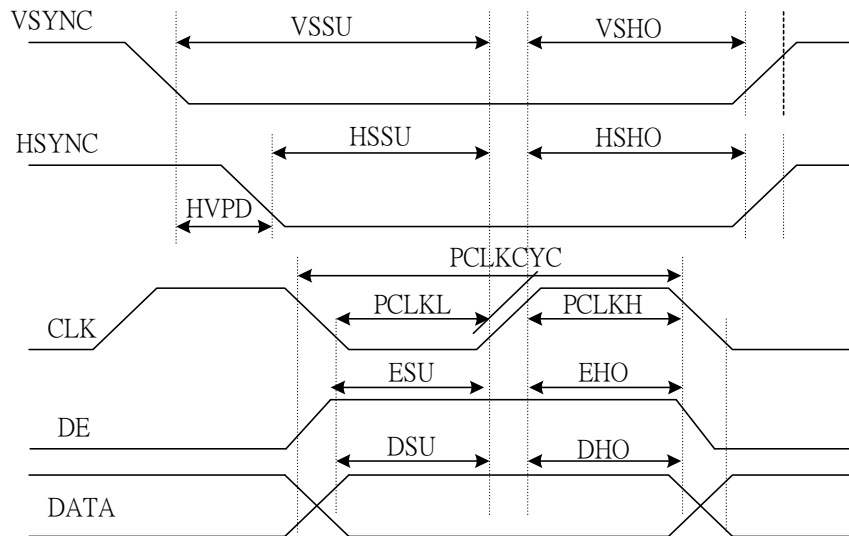 VSYNC VSSU VSHO
HSYNC HSSU HSHO
HVPD
PCLKCYC
CLK PCLKL PCLKH
ESU EHO
DE
DSU DHO
DATA